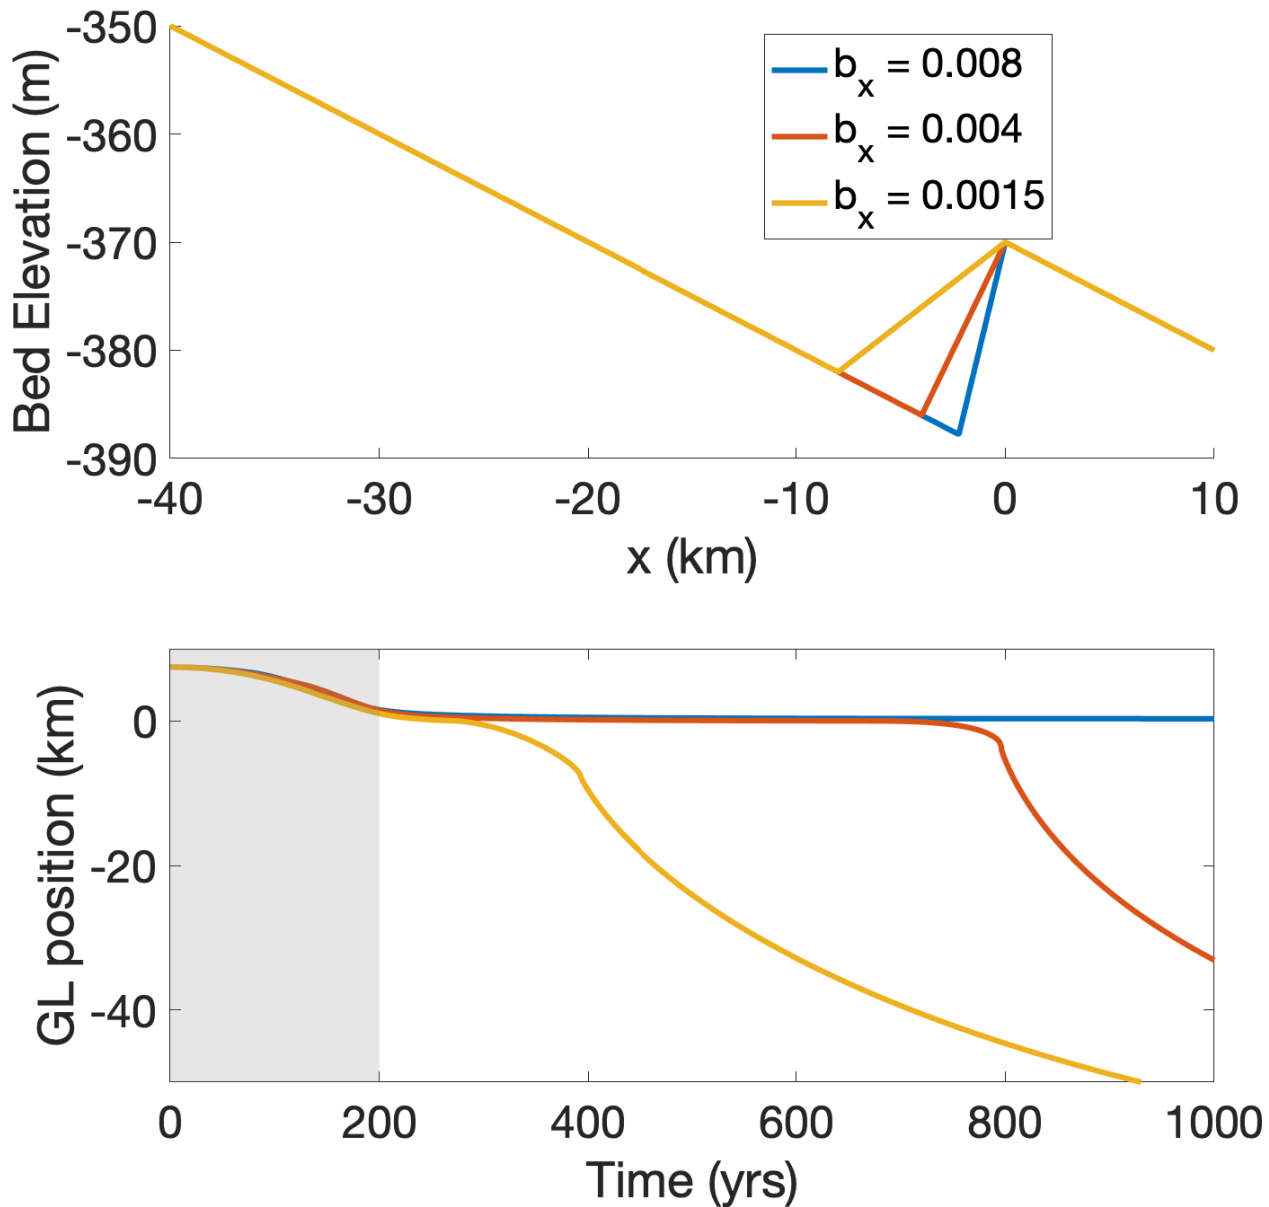 -350
-360
-370
-380
-390
Bed Elevation (m)
b_x = 0.008
b_x = 0.004
b_x = 0.0015
-40 -30 -20 -10 0 10
x (km)
0
-20
-40
GL position (km)
0 200 400 600 800 1000
Time (yrs)